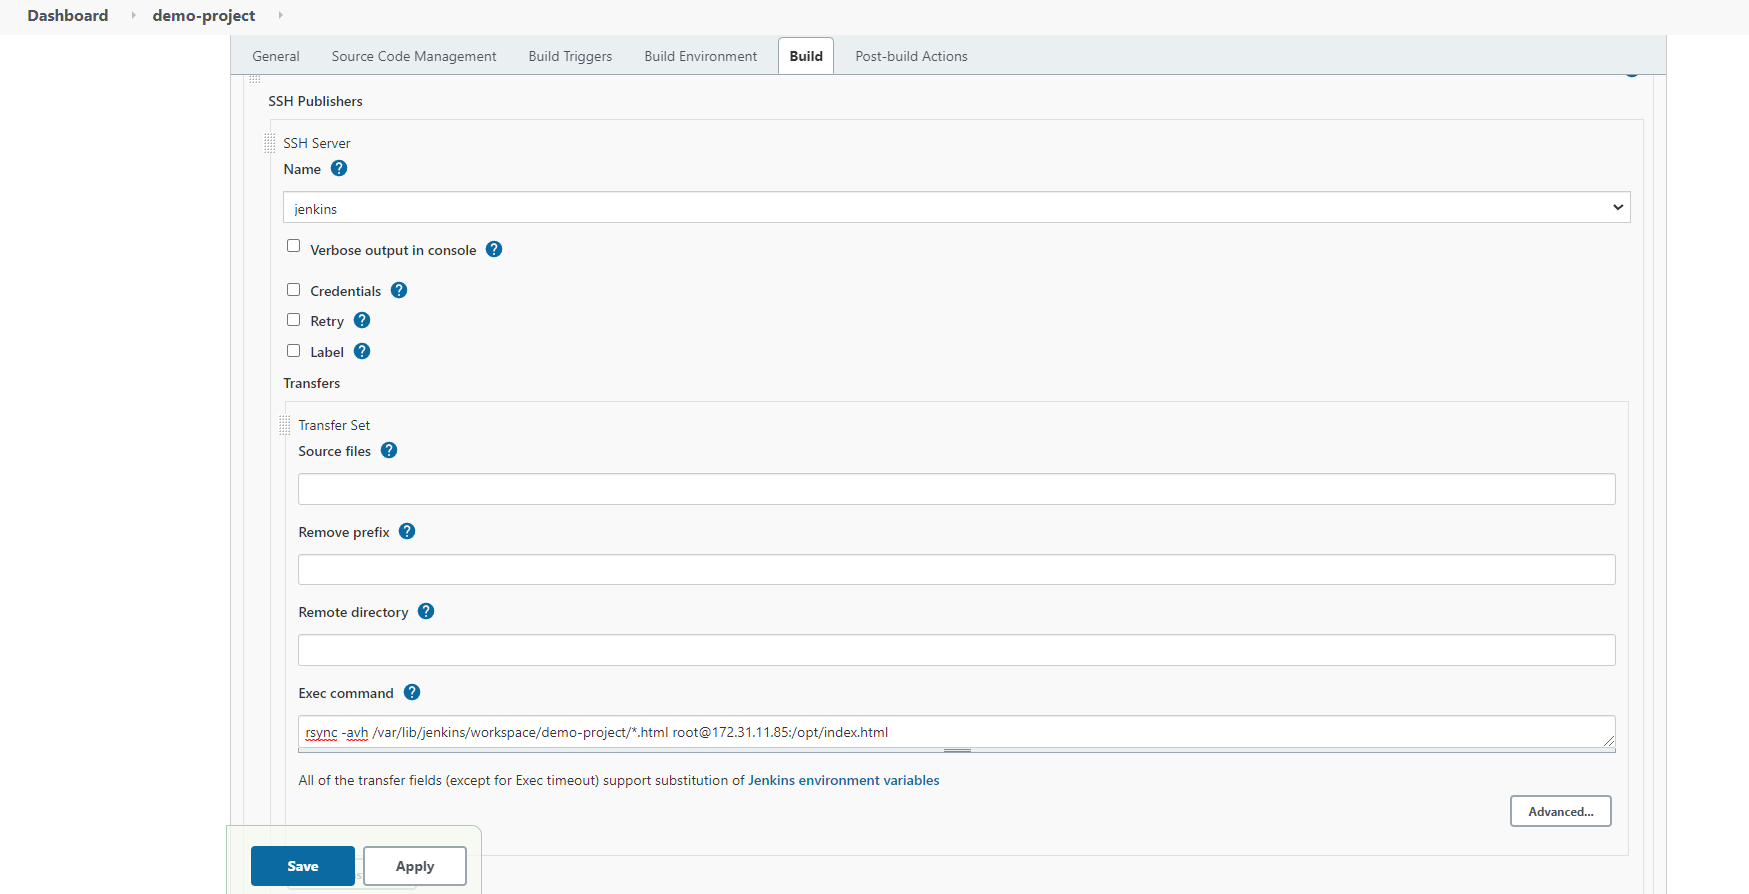 Dashboard demo-project
General Source Code Management Build Triggers Build Environment Build Post-build Actions
SSH Publishers
SSH Server
Name ?
jenkins
Verbose output in console ?
Credentials ?
Retry ?
Label ?
Transfers
Transfer Set
Source files ?
Remove prefix ?
Remote directory ?
Exec command ?
rsync -avh /var/lib/jenkins/workspace/demo-project/*.html root@172.31.11.85:/opt/index.html
All of the transfer fields (except for Exec timeout) support substitution of Jenkins environment variables
Advanced...
Save Apply